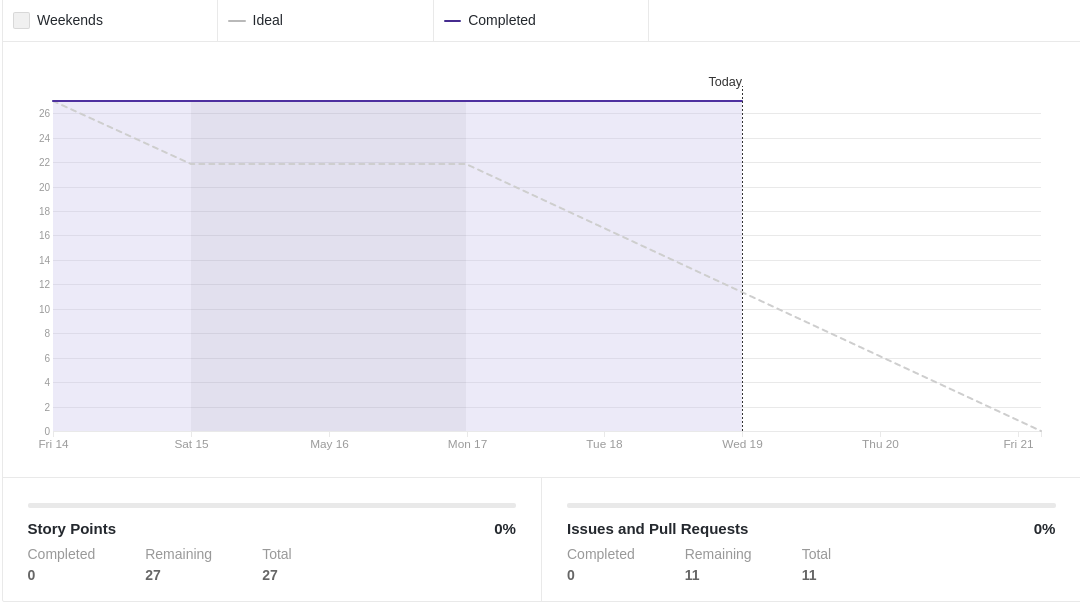 Weekends
Ideal
Completed
Today
26
24
22
20
18
16
14
12
10
8
6
4
2
0
Fri 14 Sat 15 May 16 Mon 17 Tue 18 Wed 19 Thu 20 Fri 21
Story Points 0%
Completed Remaining Total
0 27 27
Issues and Pull Requests 0%
Completed Remaining Total
0 11 11